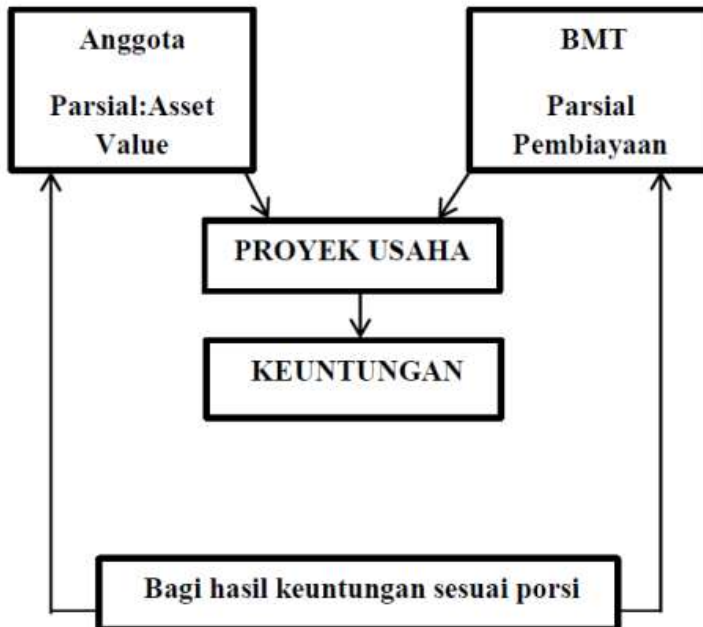 Anggota
Parsial:Asset
Value
BMT
Parsial
Pembiayaan
PROYEK USAHA
KEUNTUNGAN
Bagi hasil keuntungan sesuai porsi